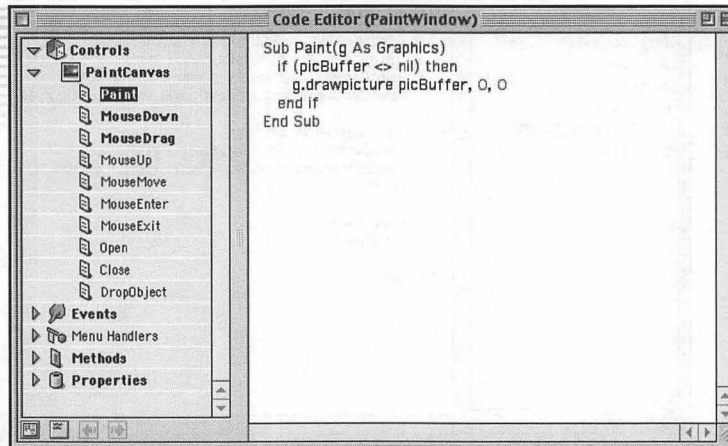 Code Editor (PaintWindow)
Controls
PaintCanvas
Paint
MouseDown
MouseDrag
MouseUp
MouseMove
MouseEnter
MouseExit
Open
Close
DropObject
Events
Menu Handlers
Methods
Properties
Sub Paint(g As Graphics)
if (picBuffer <> nil) then
g.drawpicture picBuffer, 0, 0
end if
End Sub